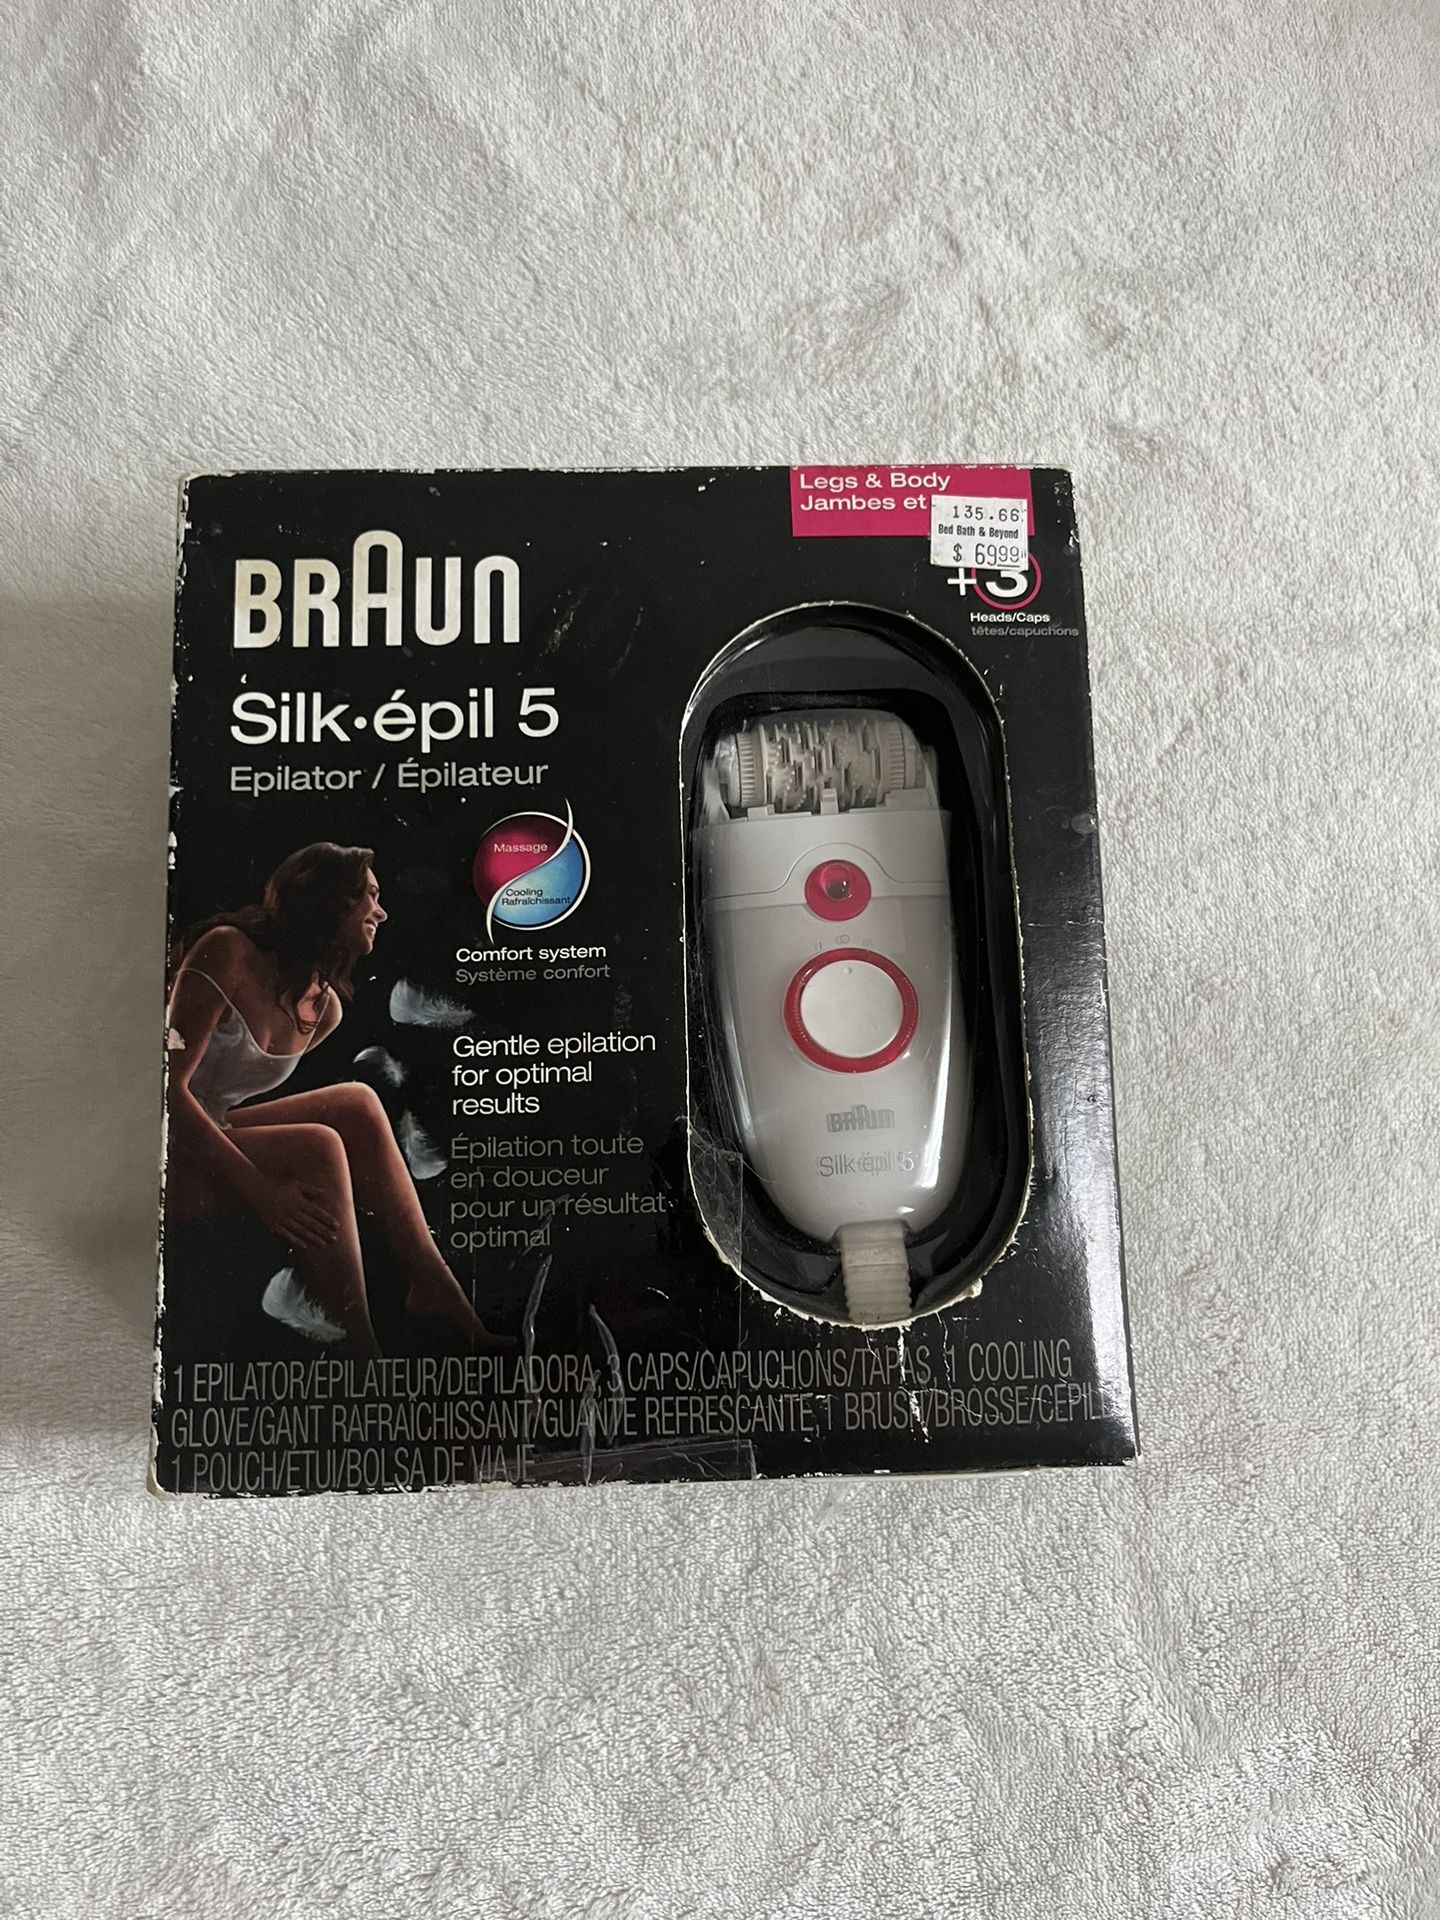 Legs & Body
Jambes et
135.66
Bed Bath & Beyond
$ 69.99
+3
Heads/Caps
têtes/capuchons
BRAUN
Silk•épil 5
Epilator / Épilateur
Massage
Cooling
Rafraîchissant
Comfort system
Système confort
Gentle epilation
for optimal
results
Épilation toute
en douceur
pour un résultat
optimal
BRAUN
Silk•épil 5
1 EPILATOR/ÉPILATEUR/DEPILADORA, 3 CAPS/CAPUCHONS/TAPAS, 1 COOLING
GLOVE/GANT RAFRAÎCHISSANT/GUANTE REFRESCANTE, 1 BRUSH/BROSSE/CEPIL
1 POUCH/ÉTUI/BOLSA DE VIAJE